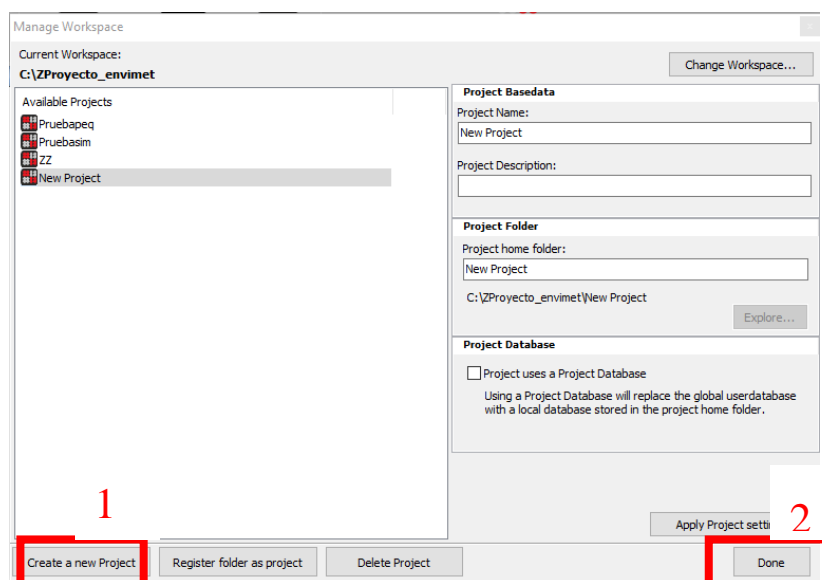 Manage Workspace
Current Workspace:
C:\ZProyecto_envimet
Change Workspace...
Available Projects
Pruebapeq
Pruebasim
ZZ
New Project
Project Basedata
Project Name:
New Project
Project Description:
Project Folder
Project home folder:
New Project
C:\ZProyecto_envimet\New Project
Explore...
Project Database
Project uses a Project Database
Using a Project Database will replace the global userdatabase
with a local database stored in the project home folder.
1
Apply Project
2
Create a new Project
Register folder as project
Delete Project
Done